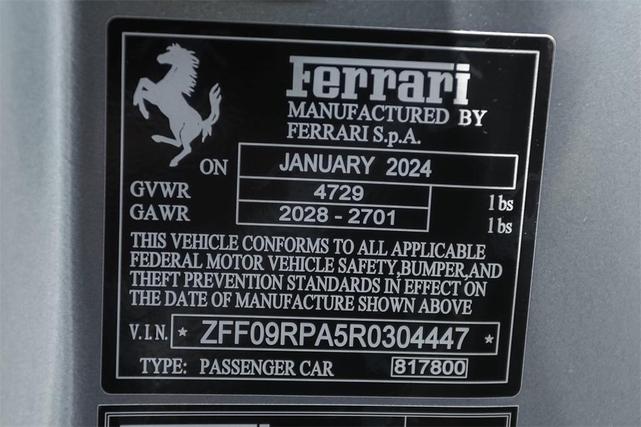 Ferrari
MANUFACTURED BY
FERRARI S.p.A.
ON JANUARY 2024
GVWR 4729 lbs
GAWR 2028 - 2701 lbs
THIS VEHICLE CONFORMS TO ALL APPLICABLE
FEDERAL MOTOR VEHICLE SAFETY,BUMPER,AND
THEFT PREVENTION STANDARDS IN EFFECT ON
THE DATE OF MANUFACTURE SHOWN ABOVE
V.I.N. * ZFF09RPA5R0304447 *
TYPE: PASSENGER CAR 817800